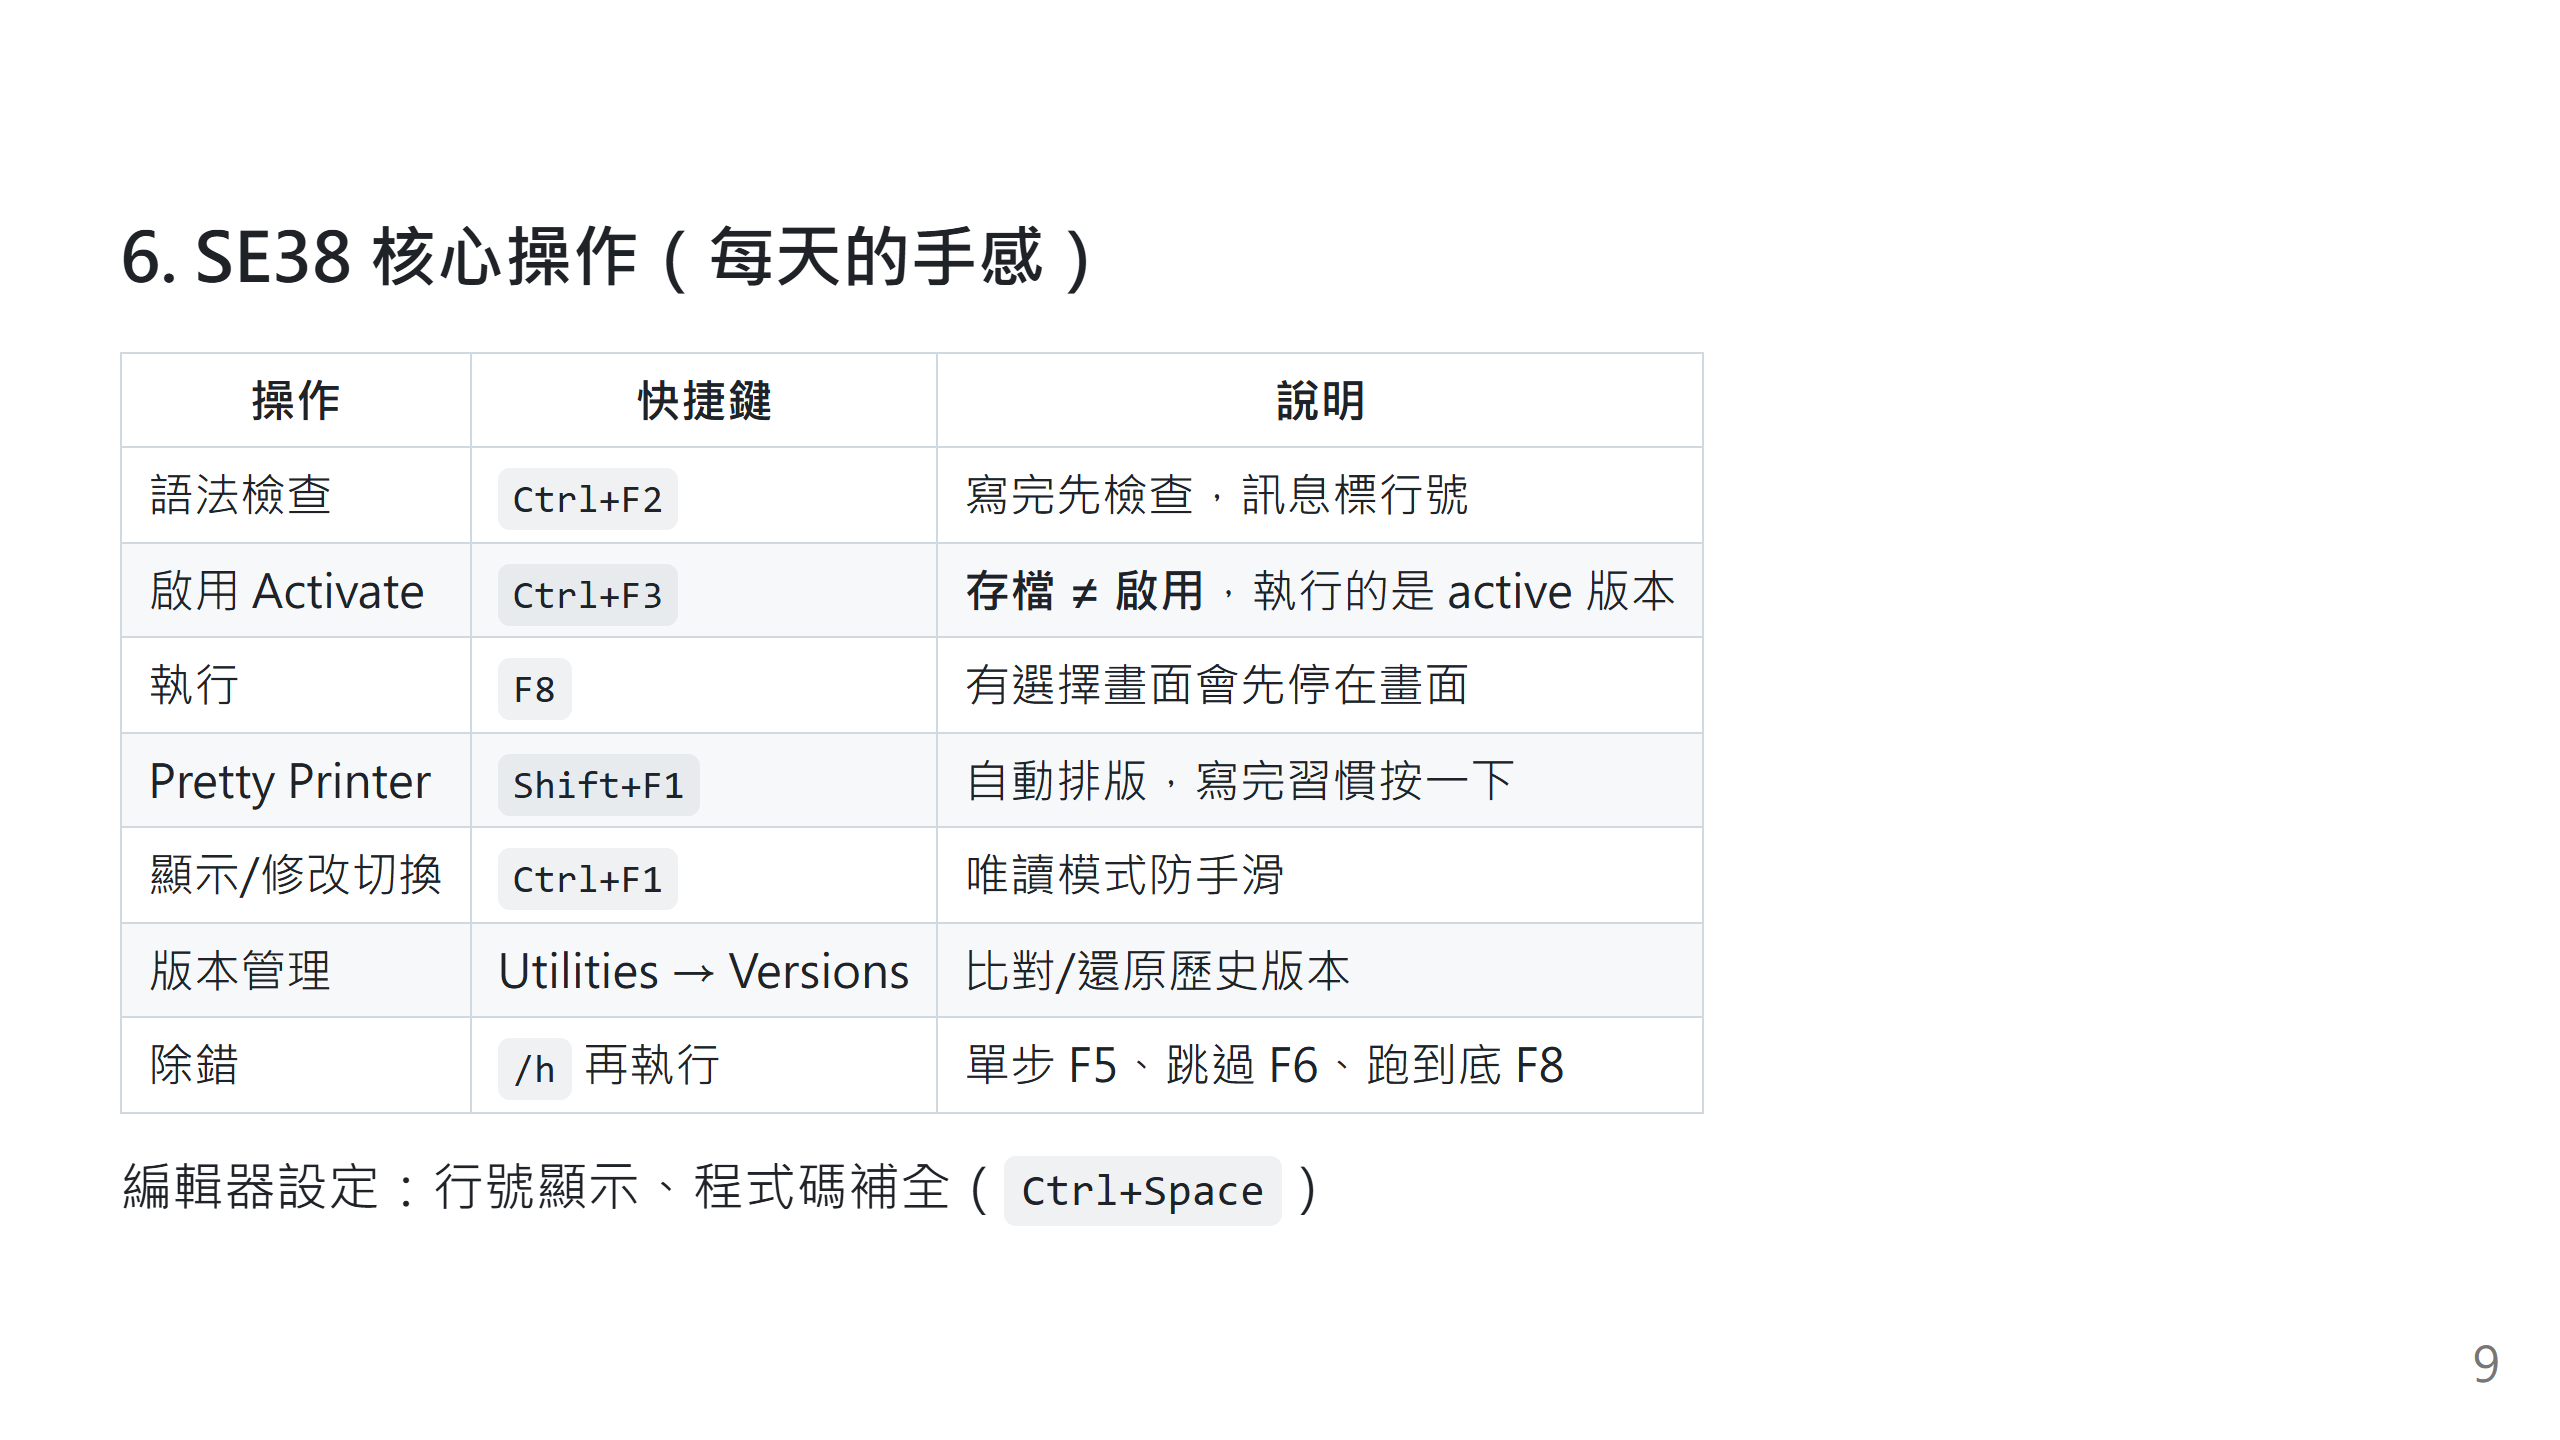 6. SE38 核心操作（每天的手感）
操作 快捷鍵 說明
語法檢查 Ctrl+F2 寫完先檢查，訊息標行號
啟用 Activate Ctrl+F3 存檔 ≠ 啟用，執行的是 active 版本
執行 F8 有選擇畫面會先停在畫面
Pretty Printer Shift+F1 自動排版，寫完習慣按一下
顯示/修改切換 Ctrl+F1 唯讀模式防手滑
版本管理 Utilities → Versions 比對/還原歷史版本
除錯 /h 再執行 單步 F5、跳過 F6、跑到底 F8
編輯器設定：行號顯示、程式碼補全（Ctrl+Space）
9